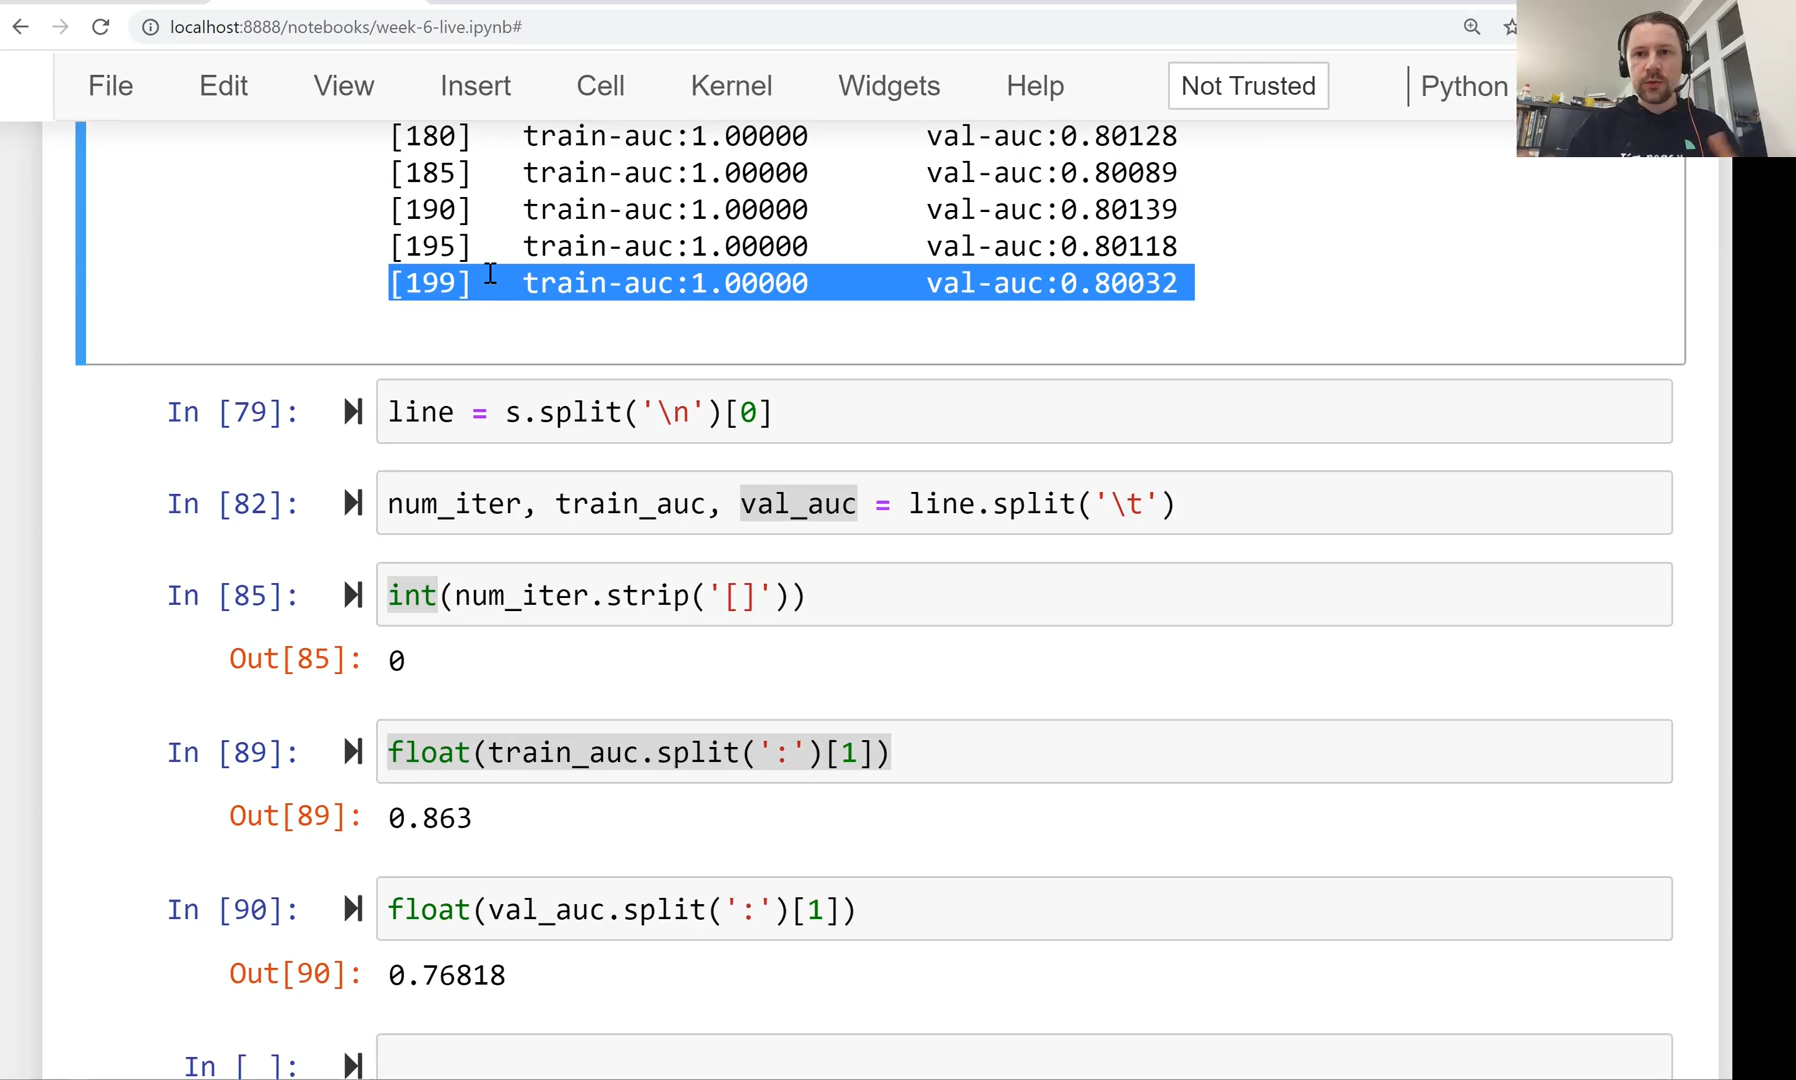 localhost:8888/notebooks/week-6-live.ipynb#
File Edit View Insert Cell Kernel Widgets Help Not Trusted Python
[180] train-auc:1.00000 val-auc:0.80128
[185] train-auc:1.00000 val-auc:0.80089
[190] train-auc:1.00000 val-auc:0.80139
[195] train-auc:1.00000 val-auc:0.80118
[199] train-auc:1.00000 val-auc:0.80032
In [79]: line = s.split('\n')[0]
In [82]: num_iter, train_auc, val_auc = line.split('\t')
In [85]: int(num_iter.strip('[]'))
Out[85]: 0
In [89]: float(train_auc.split(':')[1])
Out[89]: 0.863
In [90]: float(val_auc.split(':')[1])
Out[90]: 0.76818
In [ ]: